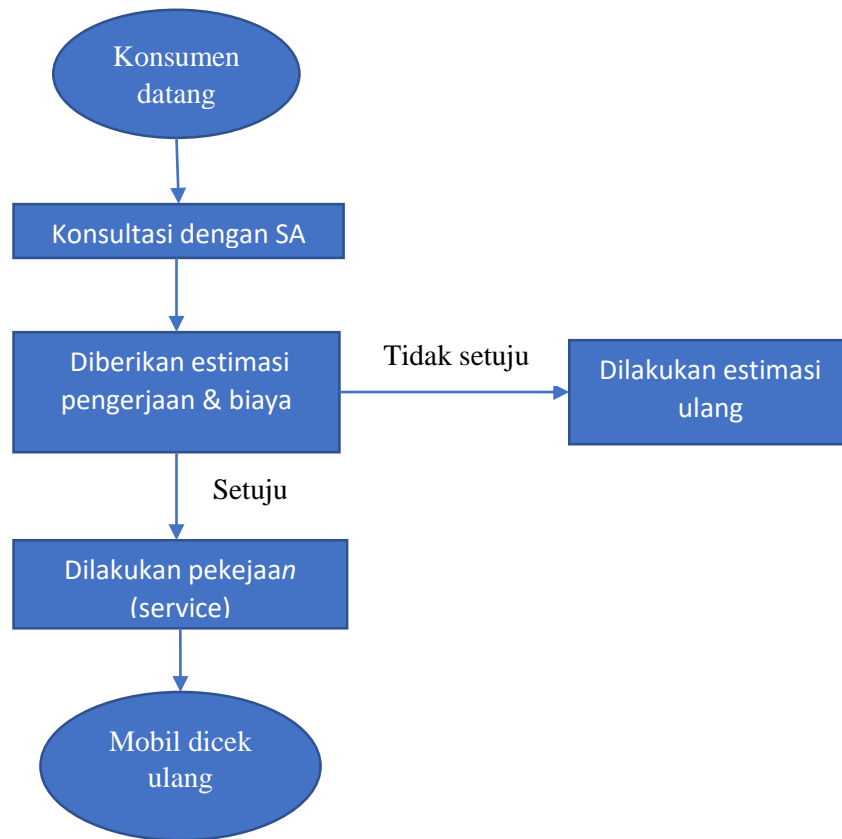 Konsumen
datang
Konsultasi dengan SA
Diberikan estimasi
pengerjaan & biaya
Tidak setuju
Dilakukan estimasi
ulang
Setuju
Dilakukan pekejaan
(service)
Mobil dicek
ulang